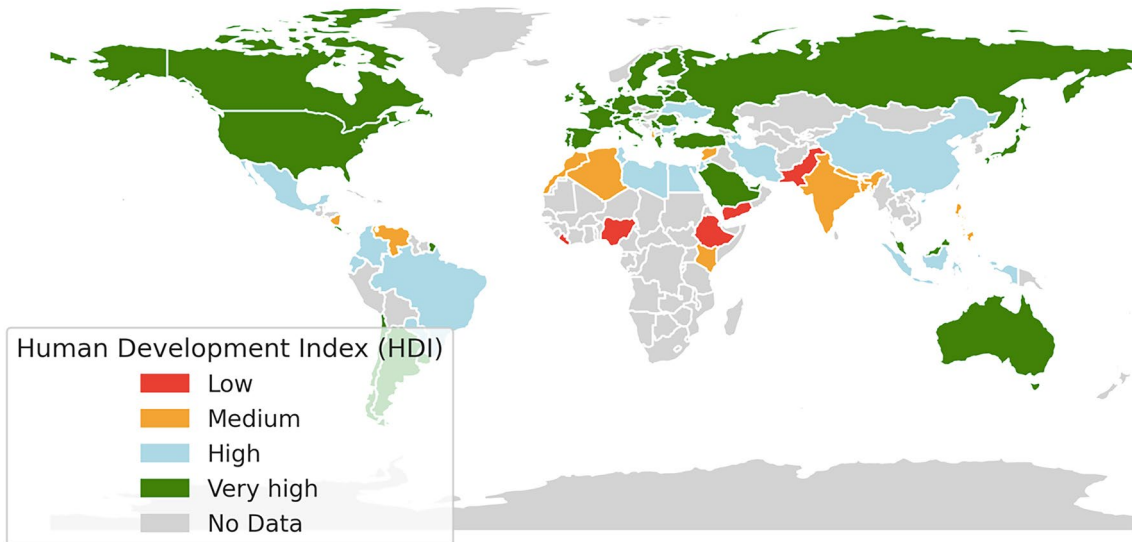 Human Development Index (HDI)
Low
Medium
High
Very high
No Data